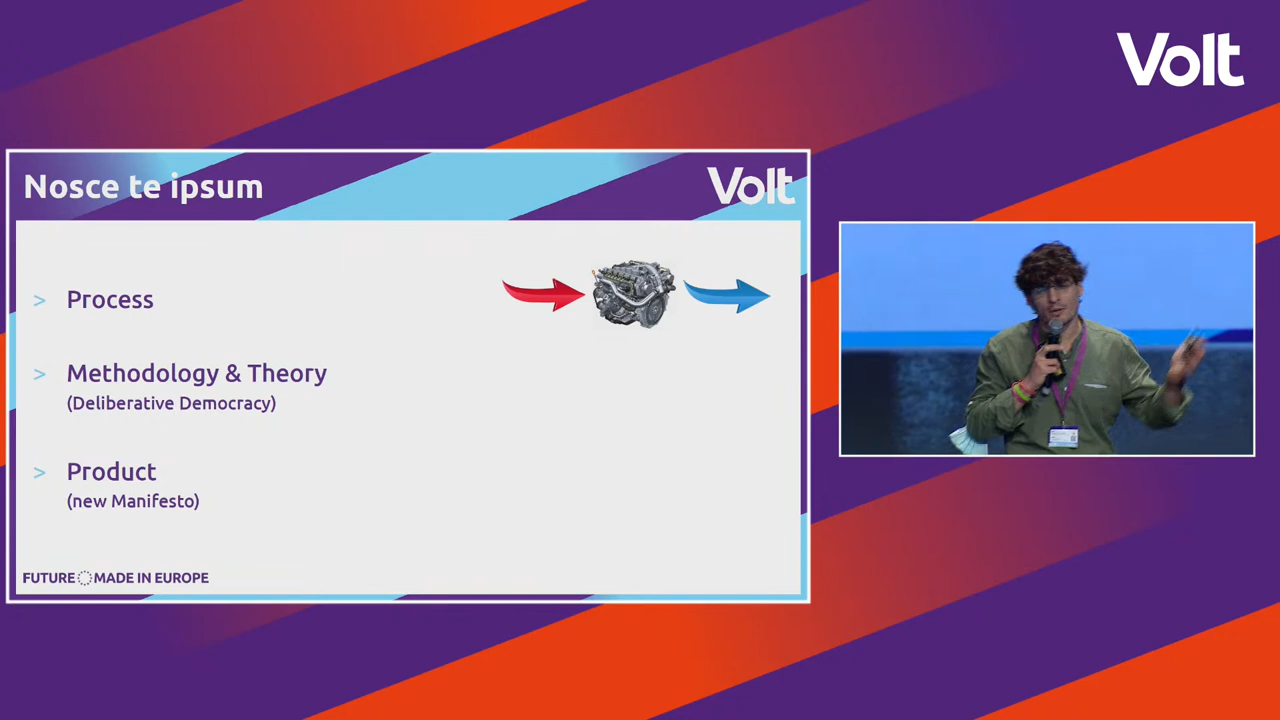 Volt
Nosce te ipsum
Volt
> Process
> Methodology & Theory
(Deliberative Democracy)
> Product
(new Manifesto)
FUTURE MADE IN EUROPE